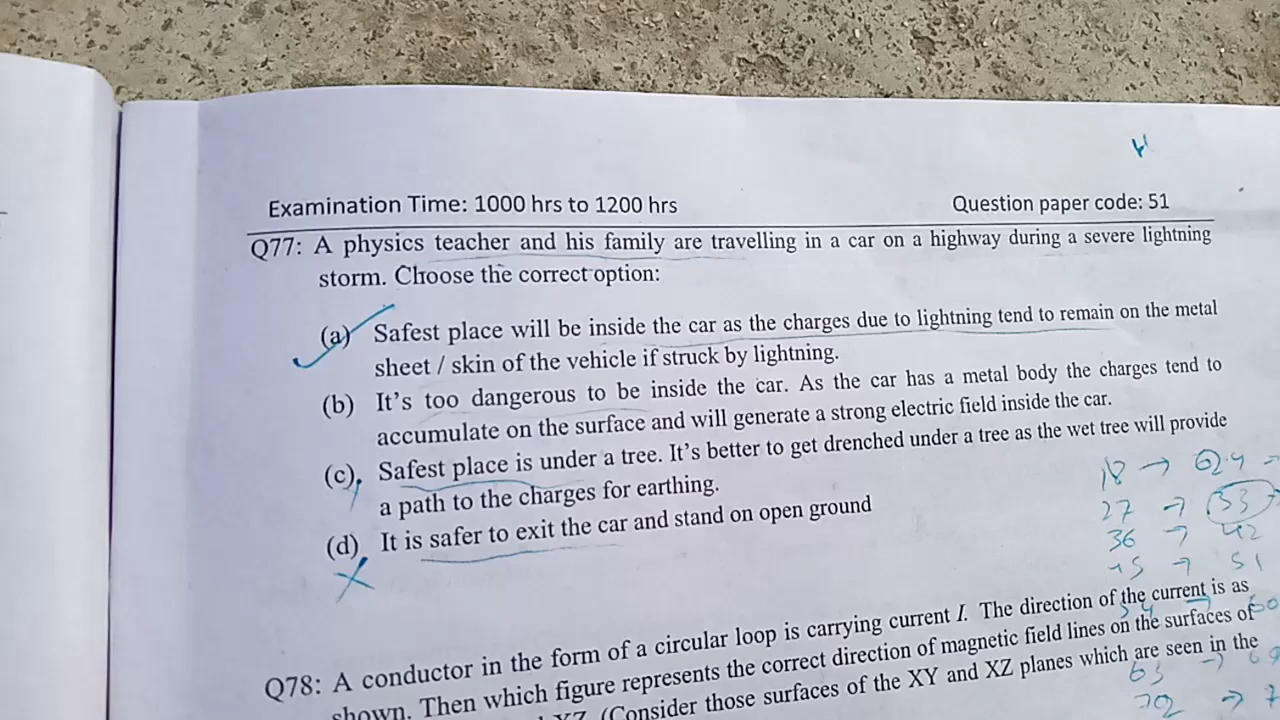 Examination Time: 1000 hrs to 1200 hrs Question paper code: 51
Q77: A physics teacher and his family are travelling in a car on a highway during a severe lightning
storm. Choose the correct option:
(a) Safest place will be inside the car as the charges due to lightning tend to remain on the metal
sheet / skin of the vehicle if struck by lightning.
(b) It's too dangerous to be inside the car. As the car has a metal body the charges tend to
accumulate on the surface and will generate a strong electric field inside the car.
(c) Safest place is under a tree. It's better to get drenched under a tree as the wet tree will provide
a path to the charges for earthing.
(d) It is safer to exit the car and stand on open ground
18 →
27 → 33
36 → 42
45 → 51
Q78: A conductor in the form of a circular loop is carrying current I. The direction of the current is as
shown. Then which figure represents the correct direction of magnetic field lines on the surfaces of
(Consider those surfaces of the XY and XZ planes which are seen in the
63 → 69
72 →